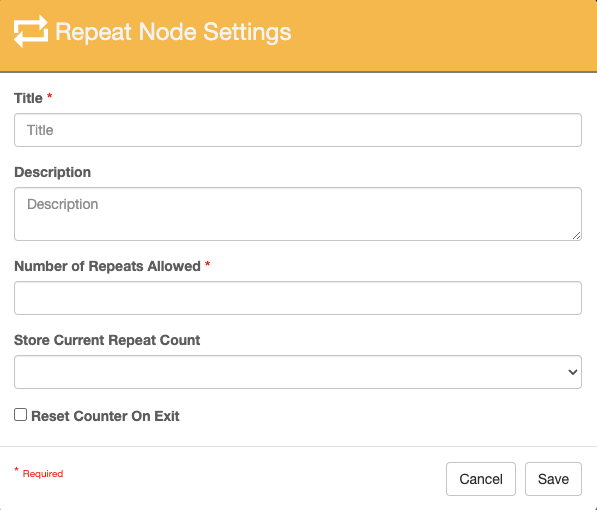 Repeat Node Settings
Title *
Title
Description
Description
Number of Repeats Allowed *
Store Current Repeat Count
Reset Counter On Exit
* Required
Cancel
Save